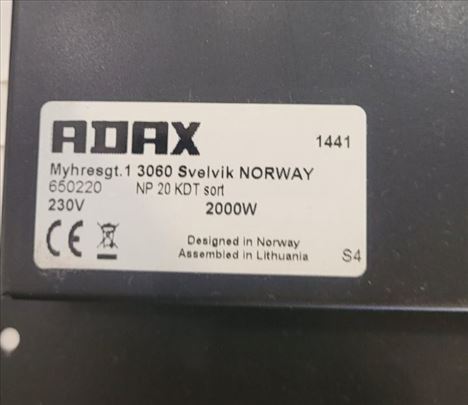 ADAX 1441
Myhresgt.1 3060 Svelvik NORWAY
650220 NP 20 KDT sort
230V 2000W
CE
Designed in Norway
Assembled in Lithuania S4